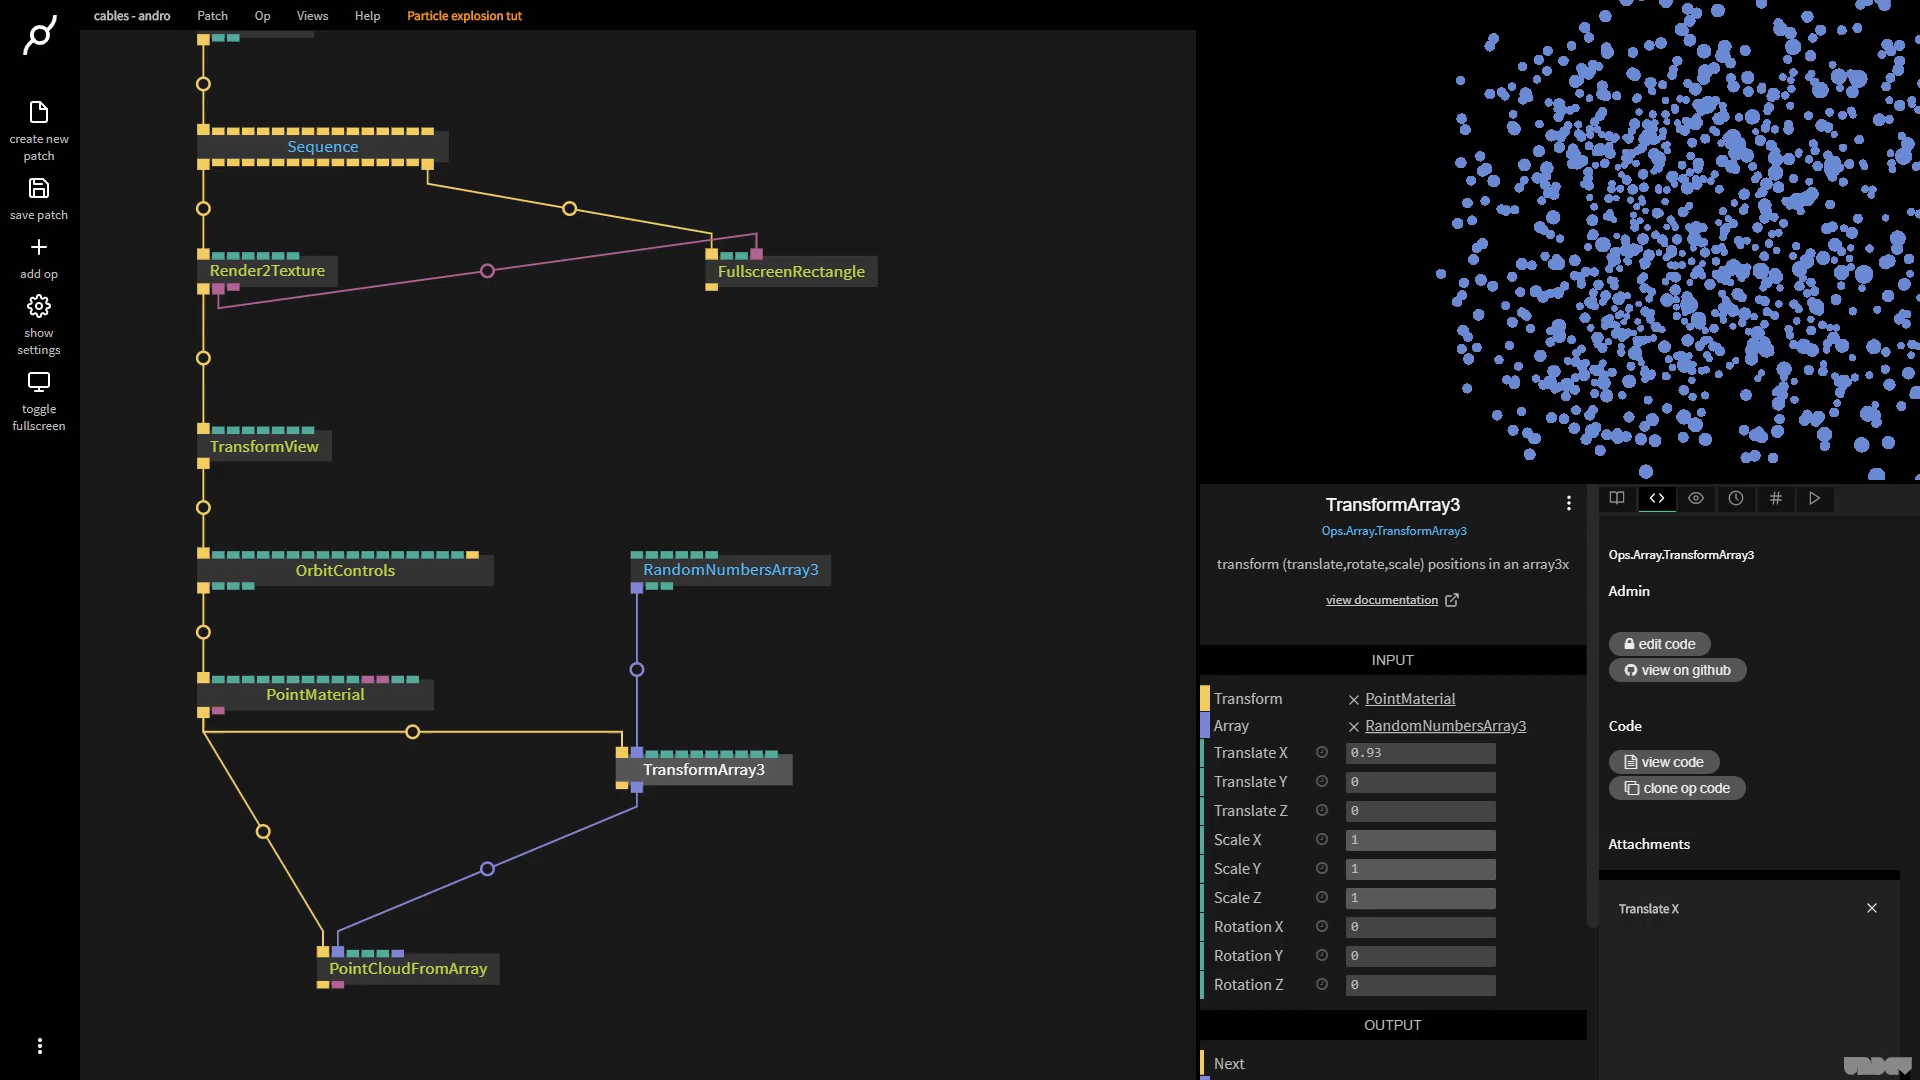 cables - andro
Patch
Op
Views
Help
Particle explosion tut
create new
patch
save patch
add op
show
settings
toggle
fullscreen
Sequence
Render2Texture
FullscreenRectangle
TransformView
OrbitControls
RandomNumbersArray3
PointMaterial
TransformArray3
PointCloudFromArray
TransformArray3
Ops.Array.TransformArray3
transform (translate,rotate,scale) positions in an array3x
view documentation
INPUT
Transform PointMaterial
Array RandomNumbersArray3
Translate X 0.93
Translate Y 0
Translate Z 0
Scale X 1
Scale Y 1
Scale Z 1
Rotation X 0
Rotation Y 0
Rotation Z 0
OUTPUT
Next
Ops.Array.TransformArray3
Admin
edit code
view on github
Code
view code
clone op code
Attachments
Translate X